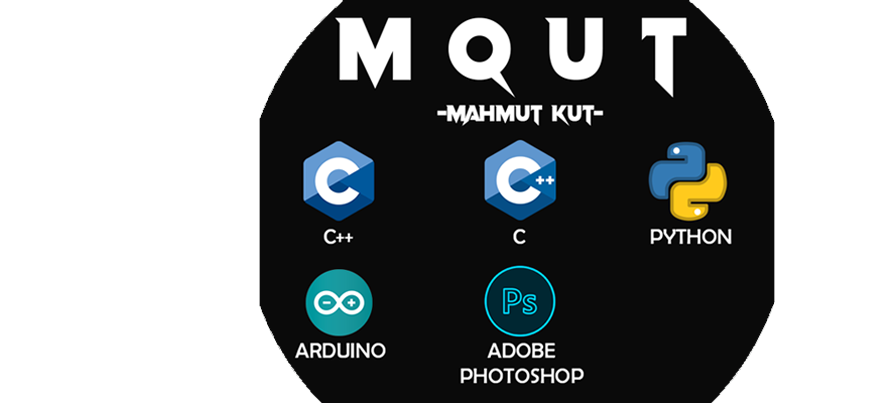 MQUT
-MAHMUT KUT-
C
C++
C++
C
PYTHON
Ps
ARDUINO
ADOBE
PHOTOSHOP